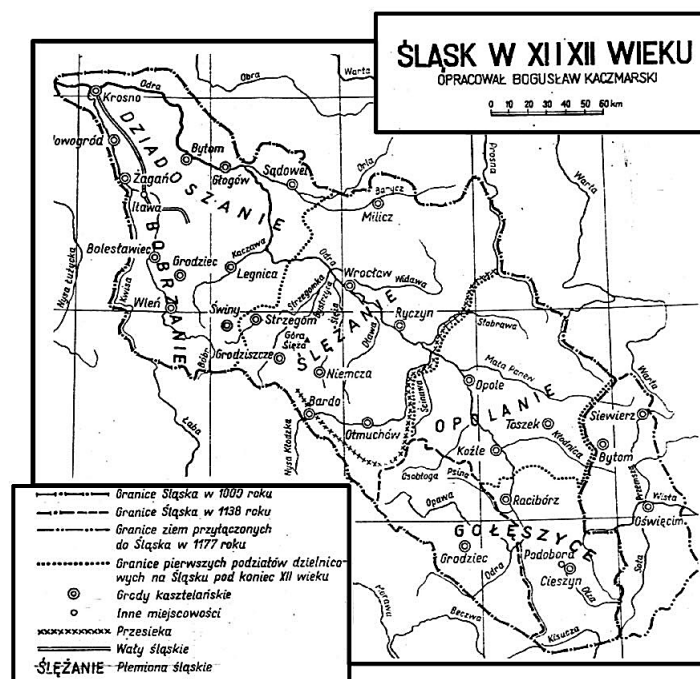 ŚLĄSK W XI I XII WIEKU
OPRACOWAŁ BOGUSŁAW KACZMARSKI
0 10 20 30 40 50 60 km
Obra
Warta
Odra
Krosno
DZIADOSZANIE
Bytom
Głogów
Sądowel
Orla
Prosna
Barycz
Milicz
Warta
Żagań
Iława
BOBRZANIE
Bolesławiec
Grodziec
Kaczawa
Legnica
Nysa Łużycka
Kwisa
Wleń
Świny
Strzegomka
Strzegom
Bystrzyca
Ślęża
Odra
Wrocław
Widawa
Ryczyn
Oława
ŚLĘŻANIE
Góra
Ślęża
Grodziszcze
Bóbr
Niemcza
Stobrawa
Mała Panew
Opole
Ścinawa
Łaba
Bardo
Otmuchów
Nysa Kłodzka
OPOLANIE
Toszek
Kłodnica
Koźle
Warta
Siewierz
Bytom
Przemsza
Wisła
Oświęcim
Osobłoga
Psina
Opawa
Racibórz
GOŁĘSZYCE
Grodziec
Odra
Podobora
Cieszyn
Olza
Soła
Morawa
Beczwa
Kisucza
Granice Śląska w 1000 roku
Granice Śląska w 1138 roku
Granice ziem przyłączonych
do Śląska w 1177 roku
Granice pierwszych podziałów dzielnico-
wych na Śląsku pod koniec XII wieku
Grody kasztelańskie
Inne miejscowości
Przesieka
Wały śląskie
ŚLĘŻANIE Plemiona śląskie